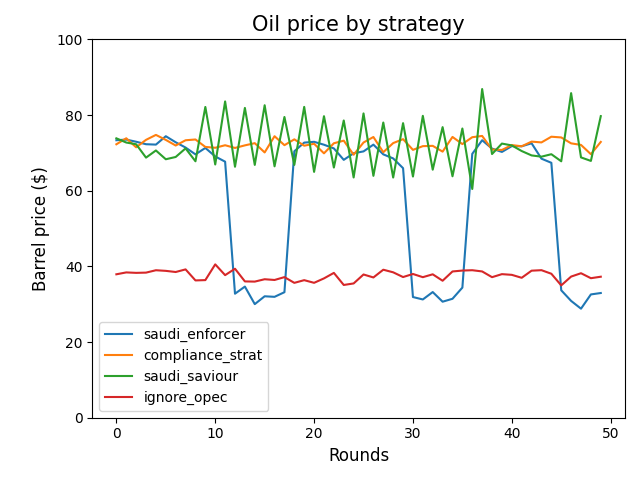 Oil price by strategy
100
80
60
40
20
0
Barrel price ($)
saudi_enforcer
compliance_strat
saudi_saviour
ignore_opec
0 10 20 30 40 50
Rounds